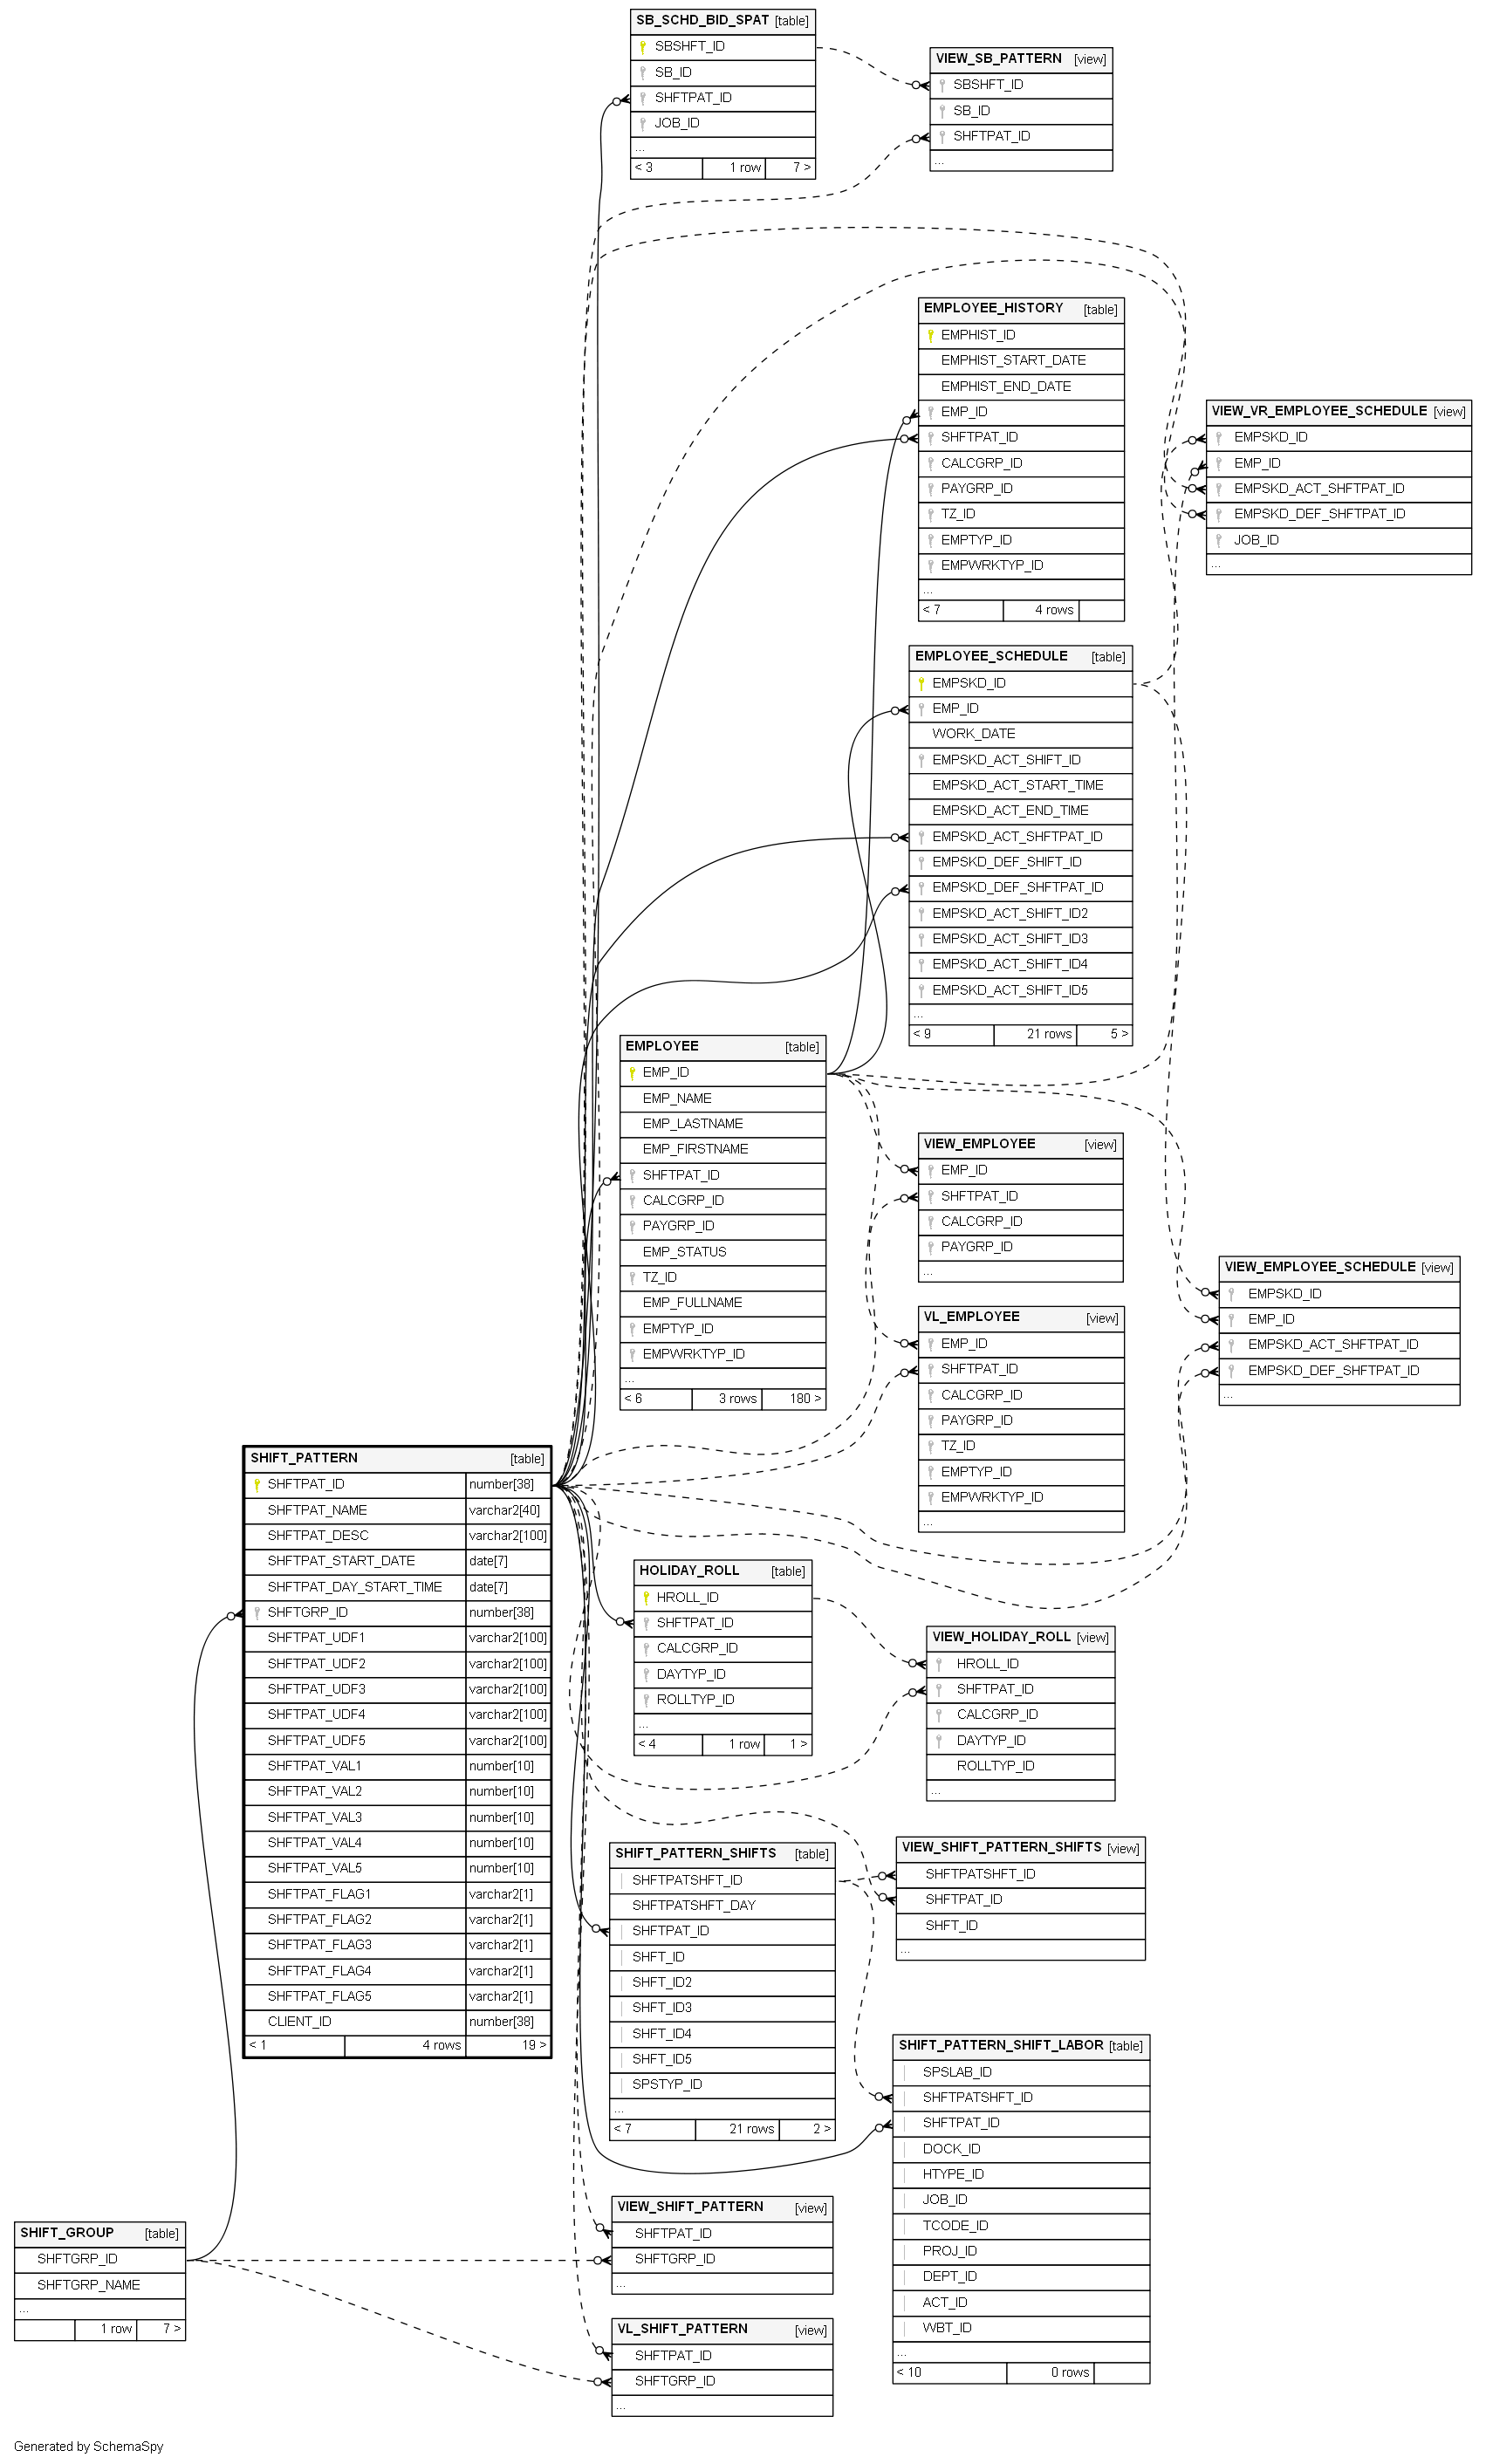 SB_SCHD_BID_SPAT [table]
SBSHFT_ID
SB_ID
SHFTPAT_ID
JOB_ID
...
< 3 1 row 7 >
VIEW_SB_PATTERN [view]
SBSHFT_ID
SB_ID
SHFTPAT_ID
...
EMPLOYEE_HISTORY [table]
EMPHIST_ID
EMPHIST_START_DATE
EMPHIST_END_DATE
EMP_ID
SHFTPAT_ID
CALCGRP_ID
PAYGRP_ID
TZ_ID
EMPTYP_ID
EMPWRKTYP_ID
...
< 7 4 rows
VIEW_VR_EMPLOYEE_SCHEDULE [view]
EMPSKD_ID
EMP_ID
EMPSKD_ACT_SHFTPAT_ID
EMPSKD_DEF_SHFTPAT_ID
JOB_ID
...
EMPLOYEE_SCHEDULE [table]
EMPSKD_ID
EMP_ID
WORK_DATE
EMPSKD_ACT_SHIFT_ID
EMPSKD_ACT_START_TIME
EMPSKD_ACT_END_TIME
EMPSKD_ACT_SHFTPAT_ID
EMPSKD_DEF_SHIFT_ID
EMPSKD_DEF_SHFTPAT_ID
EMPSKD_ACT_SHIFT_ID2
EMPSKD_ACT_SHIFT_ID3
EMPSKD_ACT_SHIFT_ID4
EMPSKD_ACT_SHIFT_ID5
...
< 9 21 rows 5 >
EMPLOYEE [table]
EMP_ID
EMP_NAME
EMP_LASTNAME
EMP_FIRSTNAME
SHFTPAT_ID
CALCGRP_ID
PAYGRP_ID
EMP_STATUS
TZ_ID
EMP_FULLNAME
EMPTYP_ID
EMPWRKTYP_ID
...
< 6 3 rows 180 >
VIEW_EMPLOYEE [view]
EMP_ID
SHFTPAT_ID
CALCGRP_ID
PAYGRP_ID
...
VIEW_EMPLOYEE_SCHEDULE [view]
EMPSKD_ID
EMP_ID
EMPSKD_ACT_SHFTPAT_ID
EMPSKD_DEF_SHFTPAT_ID
...
VL_EMPLOYEE [view]
EMP_ID
SHFTPAT_ID
CALCGRP_ID
PAYGRP_ID
TZ_ID
EMPTYP_ID
EMPWRKTYP_ID
...
SHIFT_PATTERN [table]
SHFTPAT_ID number[38]
SHFTPAT_NAME varchar2[40]
SHFTPAT_DESC varchar2[100]
SHFTPAT_START_DATE date[7]
SHFTPAT_DAY_START_TIME date[7]
SHFTGRP_ID number[38]
SHFTPAT_UDF1 varchar2[100]
SHFTPAT_UDF2 varchar2[100]
SHFTPAT_UDF3 varchar2[100]
SHFTPAT_UDF4 varchar2[100]
SHFTPAT_UDF5 varchar2[100]
SHFTPAT_VAL1 number[10]
SHFTPAT_VAL2 number[10]
SHFTPAT_VAL3 number[10]
SHFTPAT_VAL4 number[10]
SHFTPAT_VAL5 number[10]
SHFTPAT_FLAG1 varchar2[1]
SHFTPAT_FLAG2 varchar2[1]
SHFTPAT_FLAG3 varchar2[1]
SHFTPAT_FLAG4 varchar2[1]
SHFTPAT_FLAG5 varchar2[1]
CLIENT_ID number[38]
< 1 4 rows 19 >
HOLIDAY_ROLL [table]
HROLL_ID
SHFTPAT_ID
CALCGRP_ID
DAYTYP_ID
ROLLTYP_ID
...
< 4 1 row 1 >
VIEW_HOLIDAY_ROLL [view]
HROLL_ID
SHFTPAT_ID
CALCGRP_ID
DAYTYP_ID
ROLLTYP_ID
...
SHIFT_PATTERN_SHIFTS [table]
SHFTPATSHFT_ID
SHFTPATSHFT_DAY
SHFTPAT_ID
SHFT_ID
SHFT_ID2
SHFT_ID3
SHFT_ID4
SHFT_ID5
SPSTYP_ID
...
< 7 21 rows 2 >
VIEW_SHIFT_PATTERN_SHIFTS [view]
SHFTPATSHFT_ID
SHFTPAT_ID
SHFT_ID
...
SHIFT_PATTERN_SHIFT_LABOR [table]
SPSLAB_ID
SHFTPATSHFT_ID
SHFTPAT_ID
DOCK_ID
HTYPE_ID
JOB_ID
TCODE_ID
PROJ_ID
DEPT_ID
ACT_ID
WBT_ID
...
< 10 0 rows
VIEW_SHIFT_PATTERN [view]
SHFTPAT_ID
SHFTGRP_ID
...
SHIFT_GROUP [table]
SHFTGRP_ID
SHFTGRP_NAME
...
1 row 7 >
VL_SHIFT_PATTERN [view]
SHFTPAT_ID
SHFTGRP_ID
...
Generated by SchemaSpy